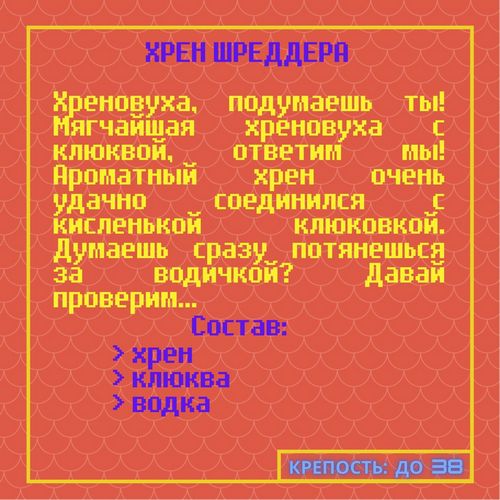 ХРЕН ШРЕДДЕРА
Хреновуха, подумаешь ты!
Мягчайшая хреновуха с
клюквой, ответим мы!
Ароматный хрен очень
удачно соединился с
кисленькой клюковкой.
Думаешь сразу потянешься
за водичкой? Давай
проверим...
Состав:
> хрен
> клюква
> водка
КРЕПОСТЬ: ДО 38